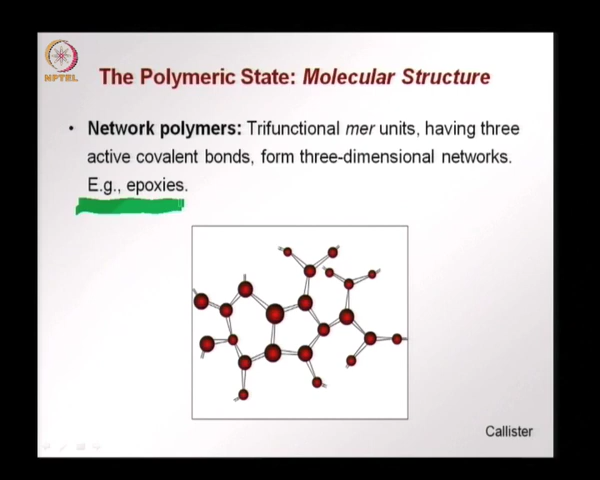 NPTEL
The Polymeric State: Molecular Structure
• Network polymers: Trifunctional mer units, having three
active covalent bonds, form three-dimensional networks.
E.g., epoxies.
Callister